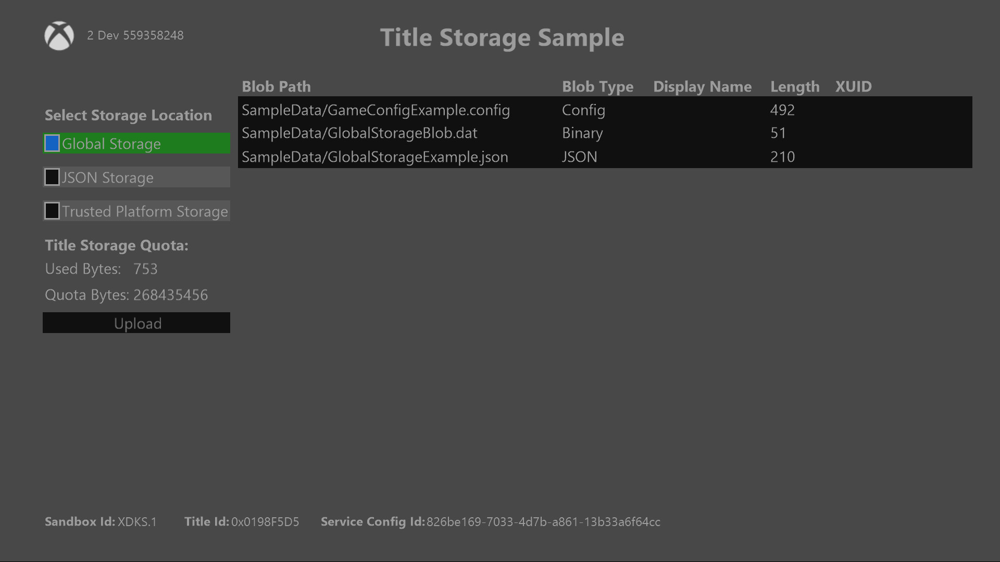 2 Dev 559358248
Title Storage Sample
Blob Path Blob Type Display Name Length XUID
SampleData/GameConfigExample.config Config 492
SampleData/GlobalStorageBlob.dat Binary 51
SampleData/GlobalStorageExample.json JSON 210
Select Storage Location
Global Storage
JSON Storage
Trusted Platform Storage
Title Storage Quota:
Used Bytes: 753
Quota Bytes: 268435456
Upload
Sandbox Id: XDKS.1 Title Id: 0x0198F5D5 Service Config Id: 826be169-7033-4d7b-a861-13b33a6f64cc